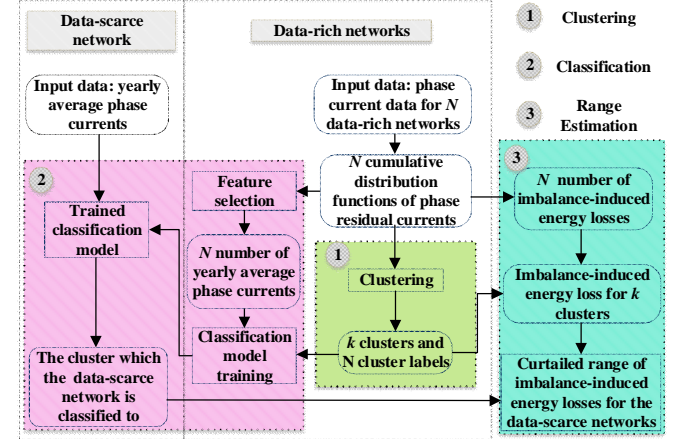 Data-scarce
network
Data-rich networks
1
Clustering
2
Classification
3
Range
Estimation
Input data: yearly
average phase
currents
Input data: phase
current data for N
data-rich networks
2
Trained
classification
model
Feature
selection
N cumulative
distribution
functions of phase
residual currents
3
N number of
imbalance-induced
energy losses
N number of
yearly average
phase currents
1
Clustering
Imbalance-induced
energy loss for k
clusters
The cluster which
the data-scarce
network is
classified to
Classification
model
training
k clusters and
N cluster labels
Curtailed range of
imbalance-induced
energy losses for the
data-scarce networks